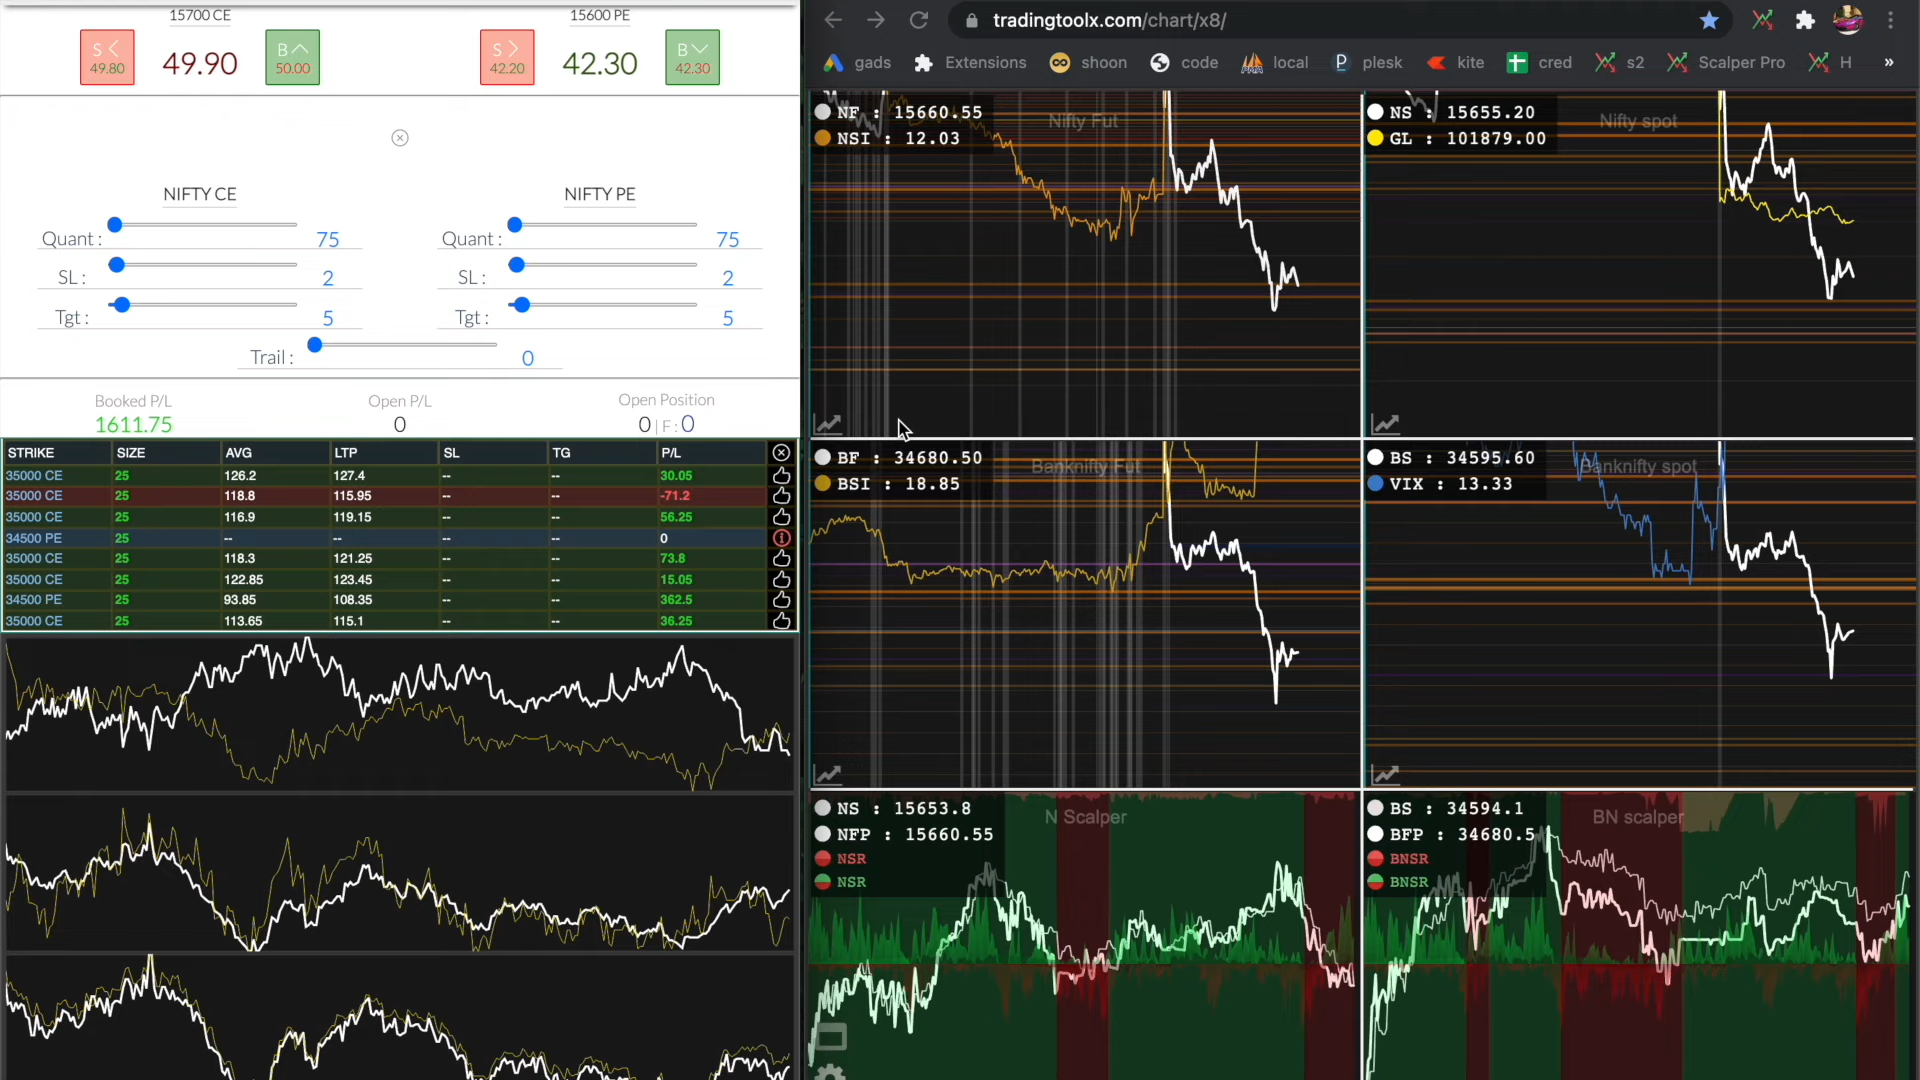 15700 CE
15600 PE
S
49.80
49.90
B
50.00
S
42.20
42.30
B
42.30
NIFTY CE
NIFTY PE
Quant : 75
Quant : 75
SL : 2
SL : 2
Tgt : 5
Tgt : 5
Trail : 0
Booked P/L
Open P/L
Open Position
1611.75
0
0 | F : 0
STRIKE SIZE AVG LTP SL TG P/L
35000 CE 25 126.2 127.4 -- -- 30.05
35000 CE 25 118.8 115.95 -- -- -71.2
35000 CE 25 116.9 119.15 -- -- 56.25
34500 PE 25 -- -- -- -- 0
35000 CE 25 118.3 121.25 -- -- 73.8
35000 CE 25 122.85 123.45 -- -- 15.05
34500 PE 25 93.85 108.35 -- -- 362.5
35000 CE 25 113.65 115.1 -- -- 36.25
tradingtoolx.com/chart/x8/
gads Extensions shoon code local plesk kite cred s2 Scalper Pro H »
NF : 15660.55
NSI : 12.03
Nifty Fut
NS : 15655.20
GL : 101879.00
Nifty spot
BF : 34680.50
BSI : 18.85
Banknifty Fut
BS : 34595.60
VIX : 13.33
Banknifty spot
NS : 15653.8
NFP : 15660.55
NSR
NSR
N Scalper
BS : 34594.1
BFP : 34680.5
BNSR
BNSR
BN scalper